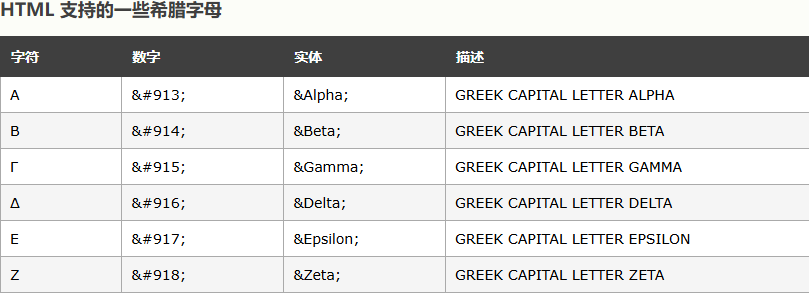 HTML 支持的一些希腊字母
字符 数字 实体 描述
Α &#913; &Alpha; GREEK CAPITAL LETTER ALPHA
Β &#914; &Beta; GREEK CAPITAL LETTER BETA
Γ &#915; &Gamma; GREEK CAPITAL LETTER GAMMA
Δ &#916; &Delta; GREEK CAPITAL LETTER DELTA
Ε &#917; &Epsilon; GREEK CAPITAL LETTER EPSILON
Ζ &#918; &Zeta; GREEK CAPITAL LETTER ZETA